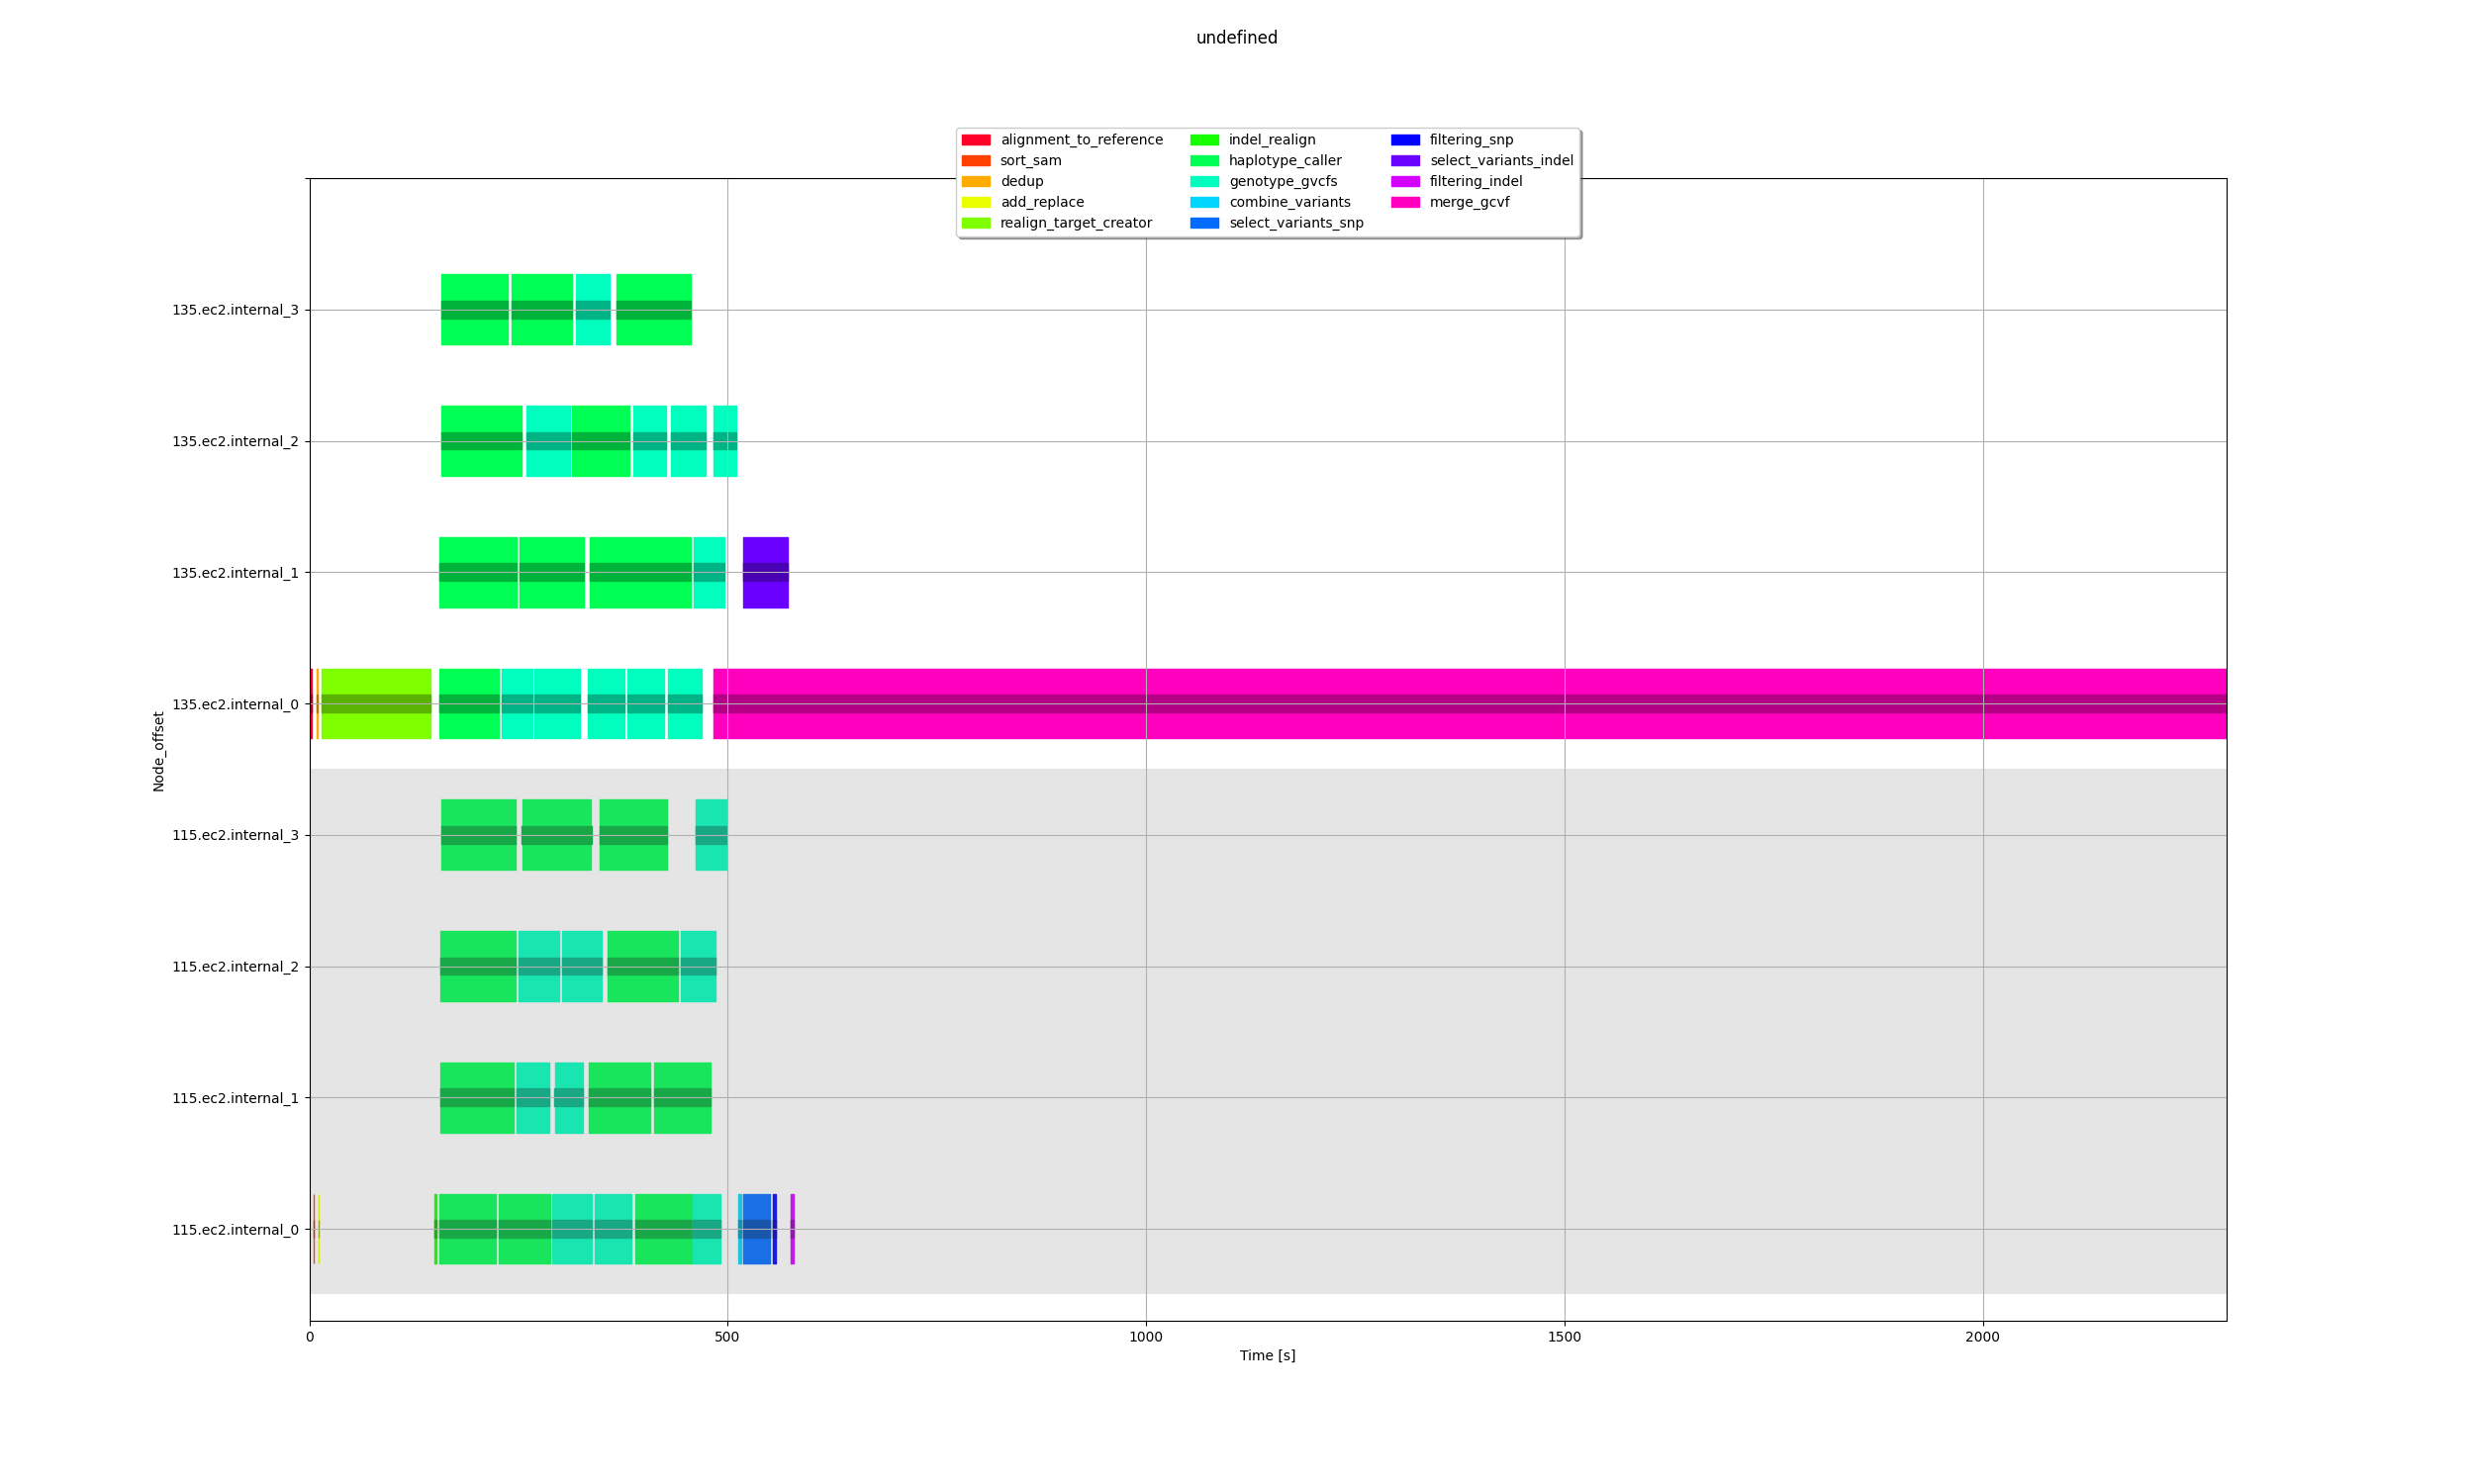 undefined
alignment_to_reference
sort_sam
dedup
add_replace
realign_target_creator
indel_realign
haplotype_caller
genotype_gvcfs
combine_variants
select_variants_snp
filtering_snp
select_variants_indel
filtering_indel
merge_gcvf
135.ec2.internal_3
135.ec2.internal_2
135.ec2.internal_1
135.ec2.internal_0
115.ec2.internal_3
115.ec2.internal_2
115.ec2.internal_1
115.ec2.internal_0
Node_offset
0 500 1000 1500 2000
Time [s]